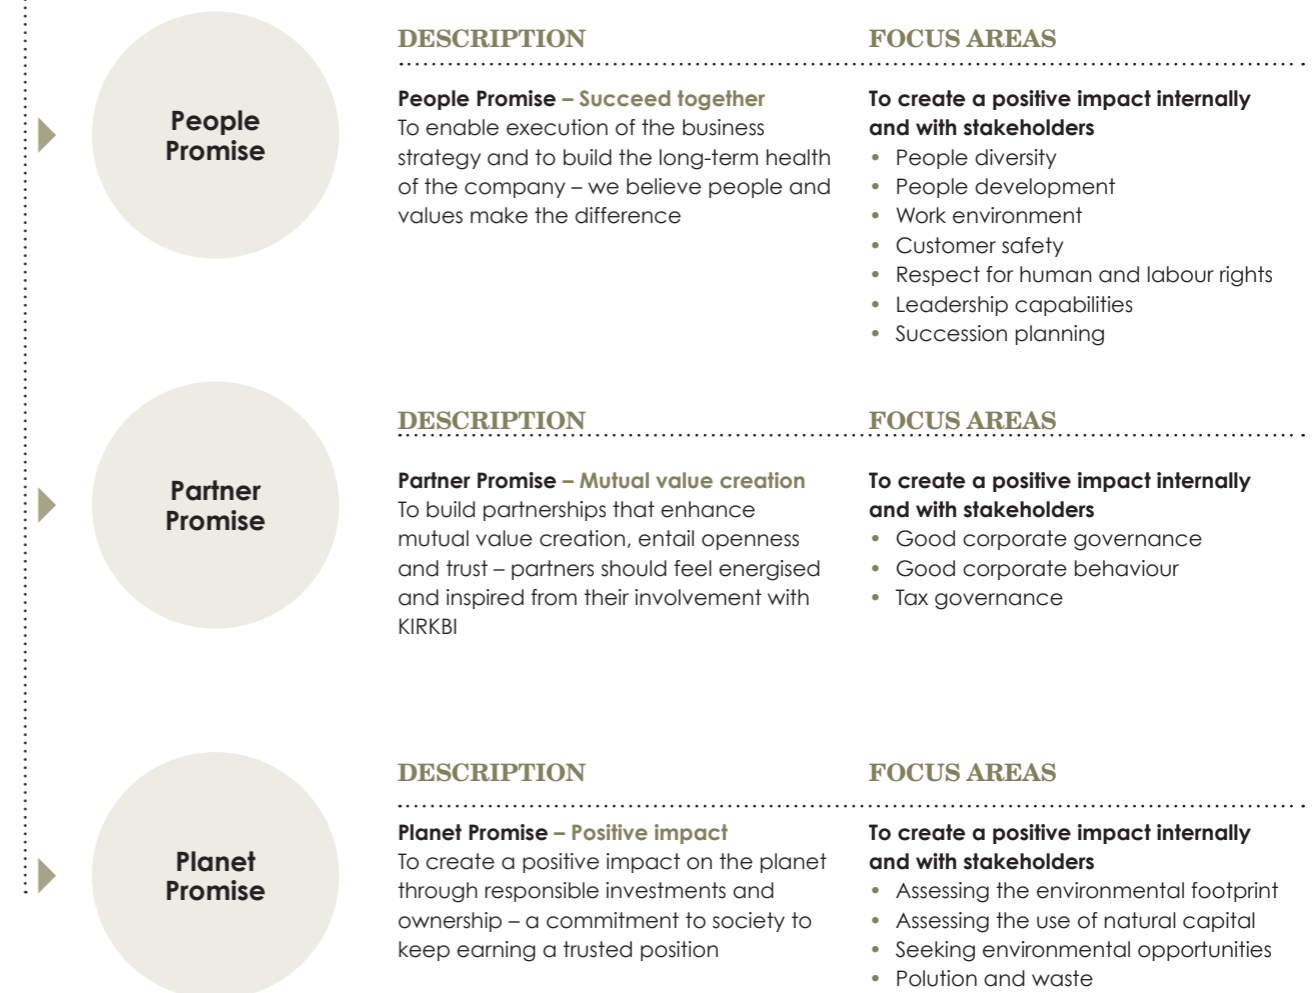 People
Promise
DESCRIPTION
People Promise – Succeed together
To enable execution of the business
strategy and to build the long-term health
of the company – we believe people and
values make the difference
FOCUS AREAS
To create a positive impact internally
and with stakeholders
• People diversity
• People development
• Work environment
• Customer safety
• Respect for human and labour rights
• Leadership capabilities
• Succession planning
Partner
Promise
DESCRIPTION
Partner Promise – Mutual value creation
To build partnerships that enhance
mutual value creation, entail openness
and trust – partners should feel energised
and inspired from their involvement with
KIRKBI
FOCUS AREAS
To create a positive impact internally
and with stakeholders
• Good corporate governance
• Good corporate behaviour
• Tax governance
Planet
Promise
DESCRIPTION
Planet Promise – Positive impact
To create a positive impact on the planet
through responsible investments and
ownership – a commitment to society to
keep earning a trusted position
FOCUS AREAS
To create a positive impact internally
and with stakeholders
• Assessing the environmental footprint
• Assessing the use of natural capital
• Seeking environmental opportunities
• Polution and waste